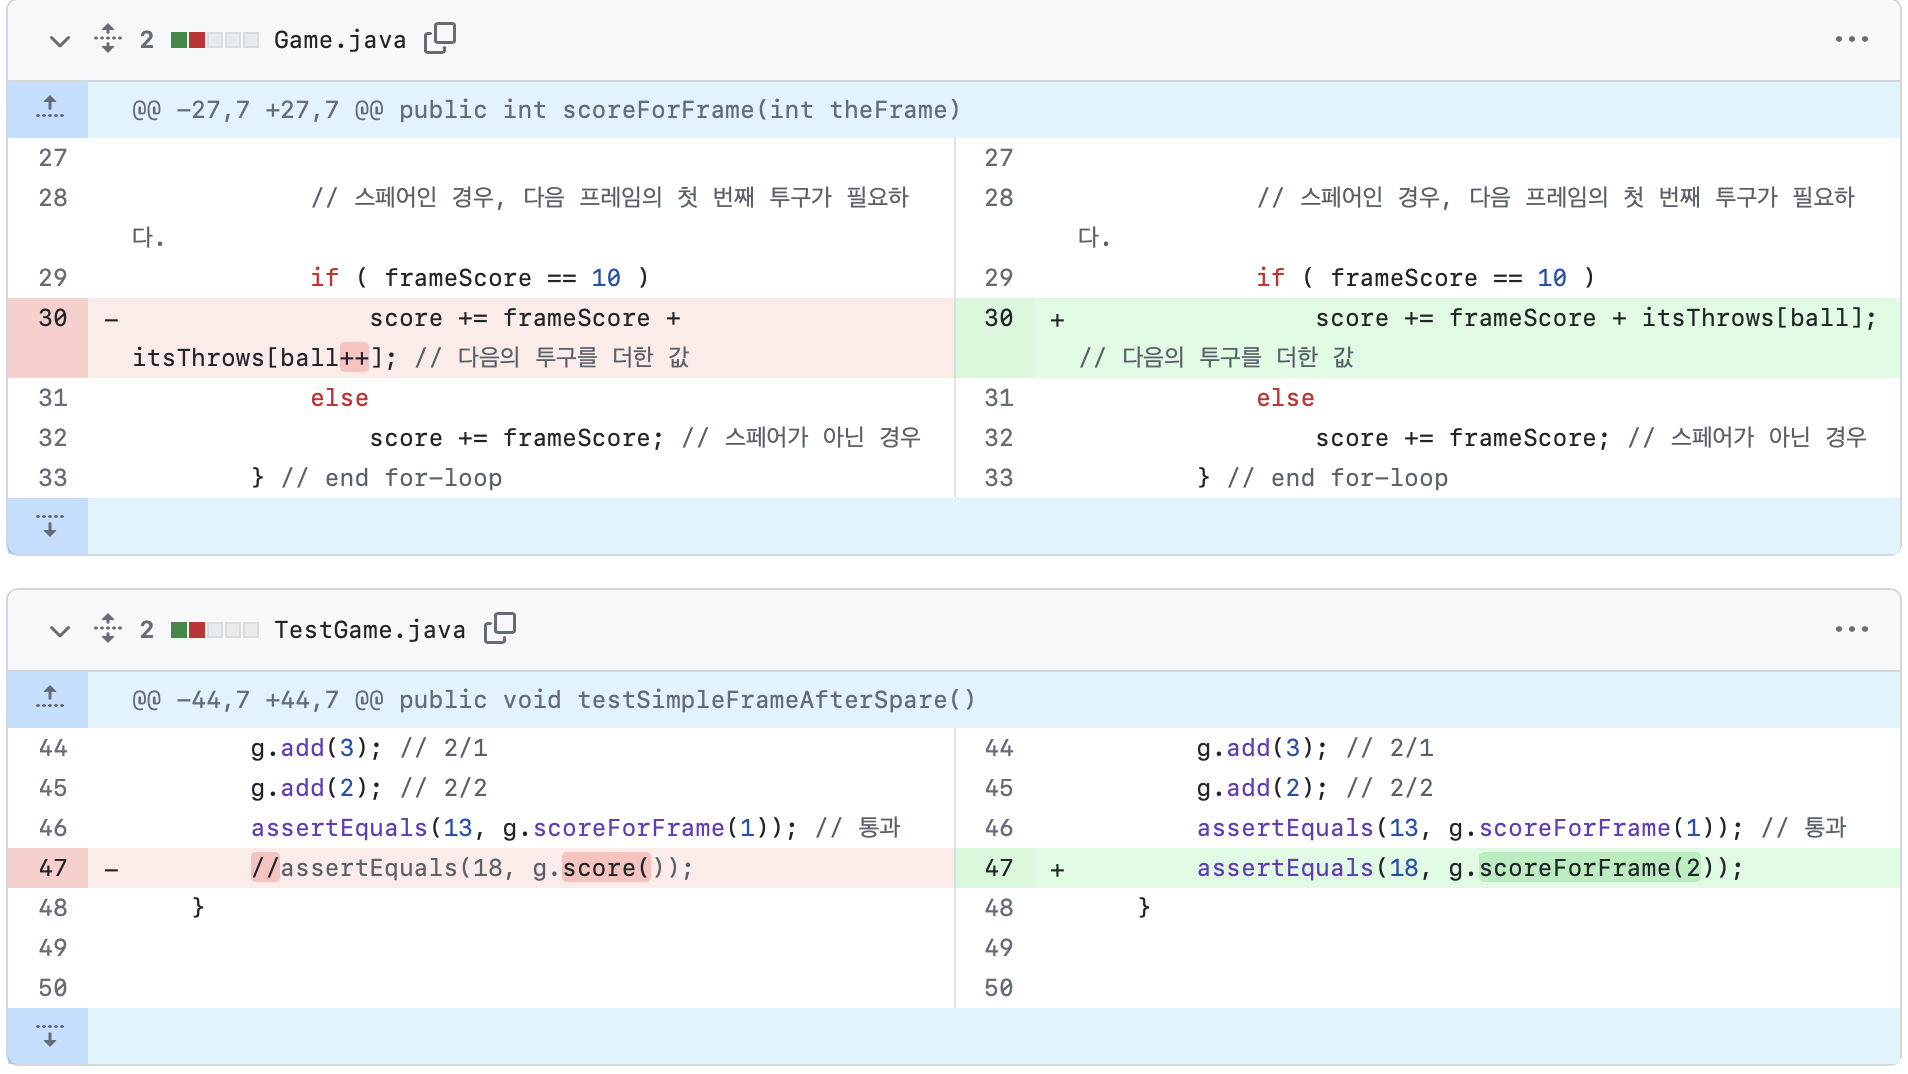 2 Game.java
@@ -27,7 +27,7 @@ public int scoreForFrame(int theFrame)
27
28 // 스페어인 경우, 다음 프레임의 첫 번째 투구가 필요하
다.
29 if ( frameScore == 10 )
30 - score += frameScore +
itsThrows[ball++]; // 다음의 투구를 더한 값
31 else
32 score += frameScore; // 스페어가 아닌 경우
33 } // end for-loop
27
28 // 스페어인 경우, 다음 프레임의 첫 번째 투구가 필요하
다.
29 if ( frameScore == 10 )
30 + score += frameScore + itsThrows[ball];
// 다음의 투구를 더한 값
31 else
32 score += frameScore; // 스페어가 아닌 경우
33 } // end for-loop
2 TestGame.java
@@ -44,7 +44,7 @@ public void testSimpleFrameAfterSpare()
44 g.add(3); // 2/1
45 g.add(2); // 2/2
46 assertEquals(13, g.scoreForFrame(1)); // 통과
47 - //assertEquals(18, g.score());
48 }
49
50
44 g.add(3); // 2/1
45 g.add(2); // 2/2
46 assertEquals(13, g.scoreForFrame(1)); // 통과
47 + assertEquals(18, g.scoreForFrame(2));
48 }
49
50